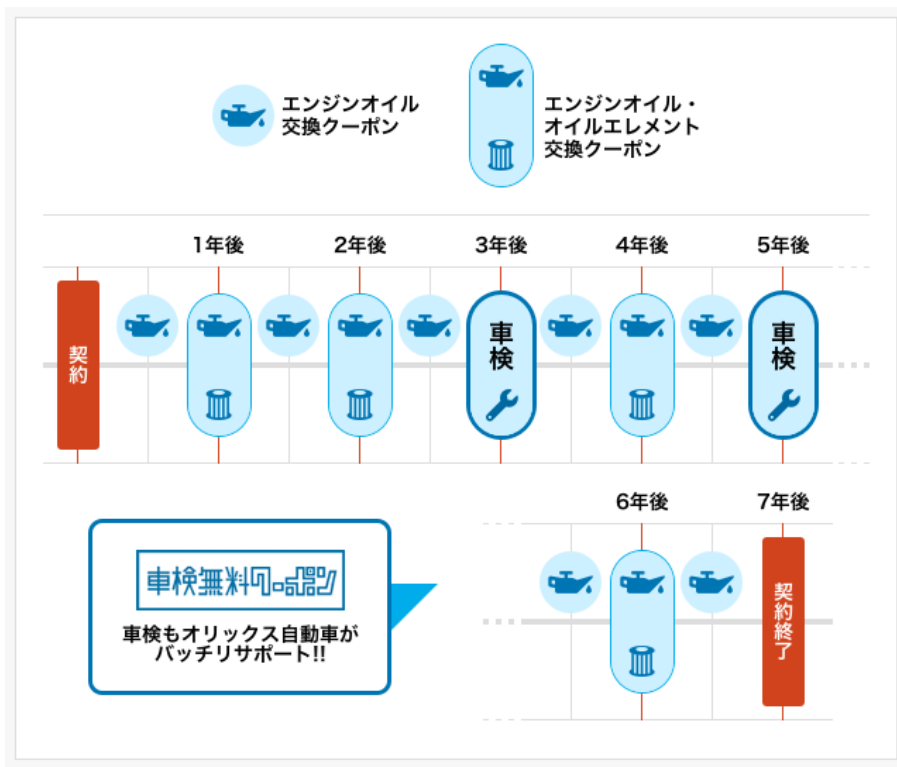 エンジンオイル
交換クーポン
エンジンオイル・
オイルエレメント
交換クーポン
1年後
2年後
3年後
4年後
5年後
契約
車検
車検
6年後
7年後
契約終了
車検無料クーポン
車検もオリックス自動車が
バッチリサポート!!